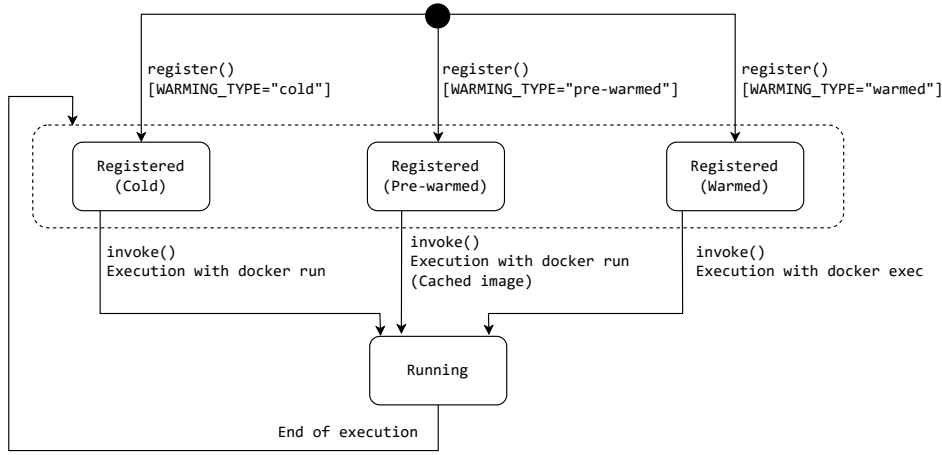 register()
[WARMING_TYPE="cold"]
register()
[WARMING_TYPE="pre-warmed"]
register()
[WARMING_TYPE="warmed"]
Registered
(Cold)
Registered
(Pre-warmed)
Registered
(Warmed)
invoke()
Execution with docker run
invoke()
Execution with docker run
(Cached image)
invoke()
Execution with docker exec
Running
End of execution